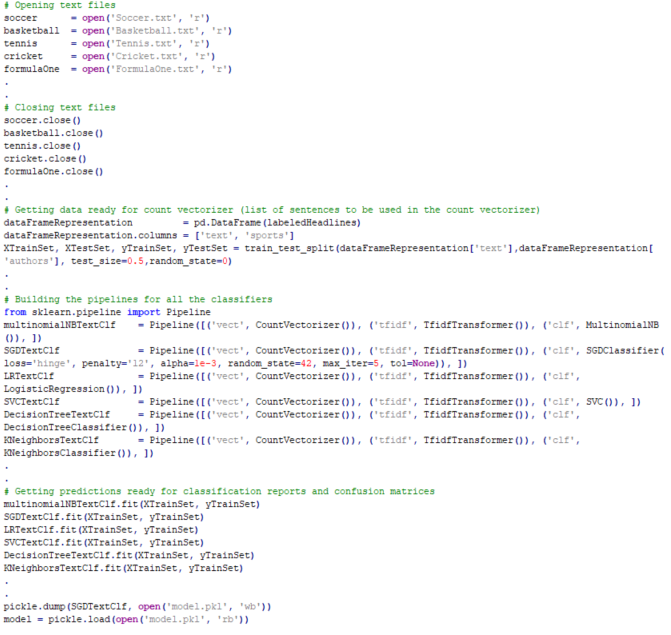 # Opening text files
soccer      = open('Soccer.txt', 'r')
basketball  = open('Basketball.txt', 'r')
tennis      = open('Tennis.txt', 'r')
cricket     = open('Cricket.txt', 'r')
formulaOne  = open('FormulaOne.txt', 'r')
.
.
# Closing text files
soccer.close()
basketball.close()
tennis.close()
cricket.close()
formulaOne.close()
.
.
# Getting data ready for count vectorizer (list of sentences to be used in the count vectorizer)
dataFrameRepresentation         = pd.DataFrame(labeledHeadlines)
dataFrameRepresentation.columns = ['text', 'sports']
XTrainSet, XTestSet, yTrainSet, yTestSet = train_test_split(dataFrameRepresentation['text'],dataFrameRepresentation[
'authors'], test_size=0.5,random_state=0)
.
.
# Building the pipelines for all the classifiers
from sklearn.pipeline import Pipeline
multinomialNBTextClf    = Pipeline([('vect', CountVectorizer()), ('tfidf', TfidfTransformer()), ('clf', MultinomialNB
()), ])
SGDTextClf              = Pipeline([('vect', CountVectorizer()), ('tfidf', TfidfTransformer()), ('clf', SGDClassifier(
loss='hinge', penalty='l2', alpha=1e-3, random_state=42, max_iter=5, tol=None)), ])
LRTextClf               = Pipeline([('vect', CountVectorizer()), ('tfidf', TfidfTransformer()), ('clf',
LogisticRegression()), ])
SVCTextClf              = Pipeline([('vect', CountVectorizer()), ('tfidf', TfidfTransformer()), ('clf', SVC()), ])
DecisionTreeTextClf     = Pipeline([('vect', CountVectorizer()), ('tfidf', TfidfTransformer()), ('clf',
DecisionTreeClassifier()), ])
KNeighborsTextClf       = Pipeline([('vect', CountVectorizer()), ('tfidf', TfidfTransformer()), ('clf',
KNeighborsClassifier()), ])
.
.
# Getting predictions ready for classification reports and confusion matrices
multinomialNBTextClf.fit(XTrainSet, yTrainSet)
SGDTextClf.fit(XTrainSet, yTrainSet)
LRTextClf.fit(XTrainSet, yTrainSet)
SVCTextClf.fit(XTrainSet, yTrainSet)
DecisionTreeTextClf.fit(XTrainSet, yTrainSet)
KNeighborsTextClf.fit(XTrainSet, yTrainSet)
.
.
pickle.dump(SGDTextClf, open('model.pkl', 'wb'))
model = pickle.load(open('model.pkl', 'rb'))